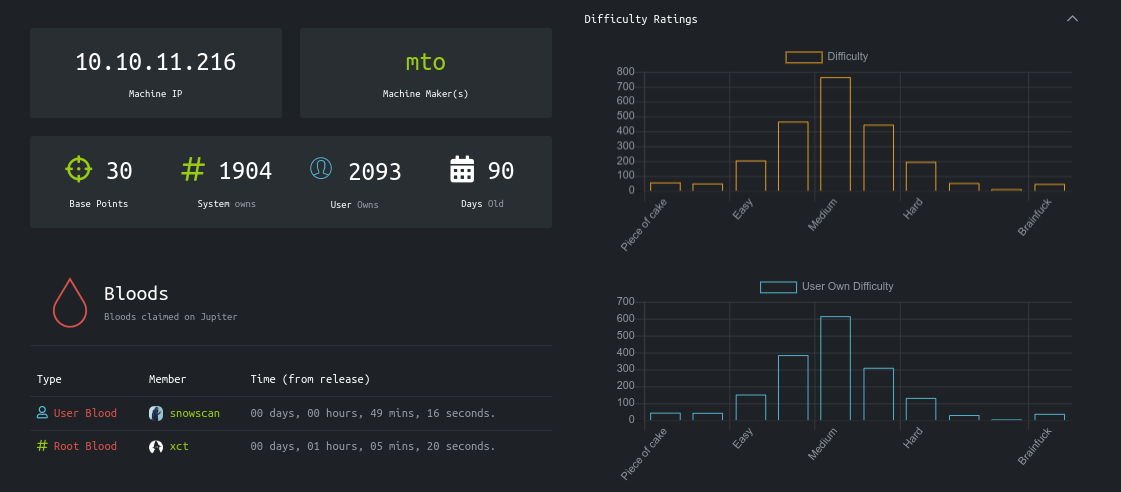 10.10.11.216
Machine IP
mto
Machine Maker(s)
30
Base Points
1904
System owns
2093
User Owns
90
Days Old
Bloods
Bloods claimed on Jupiter
Type Member Time (from release)
User Blood snowscan 00 days, 00 hours, 49 mins, 16 seconds.
Root Blood xct 00 days, 01 hours, 05 mins, 20 seconds.
Difficulty Ratings
Difficulty
800
700
600
500
400
300
200
100
0
Piece of cake
Easy
Medium
Hard
Brainfuck
User Own Difficulty
700
600
500
400
300
200
100
0
Piece of cake
Easy
Medium
Hard
Brainfuck